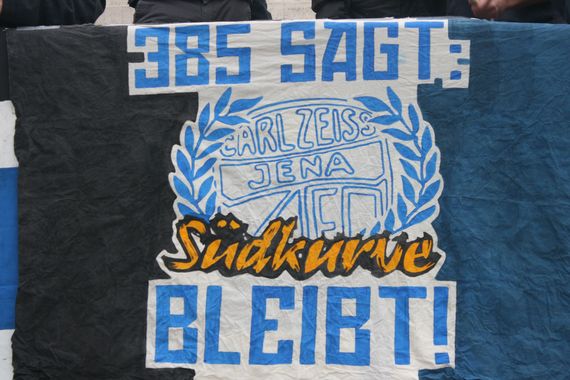 385 SAGT:
CARL ZEISS
JENA
Südkurve
BLEIBT!